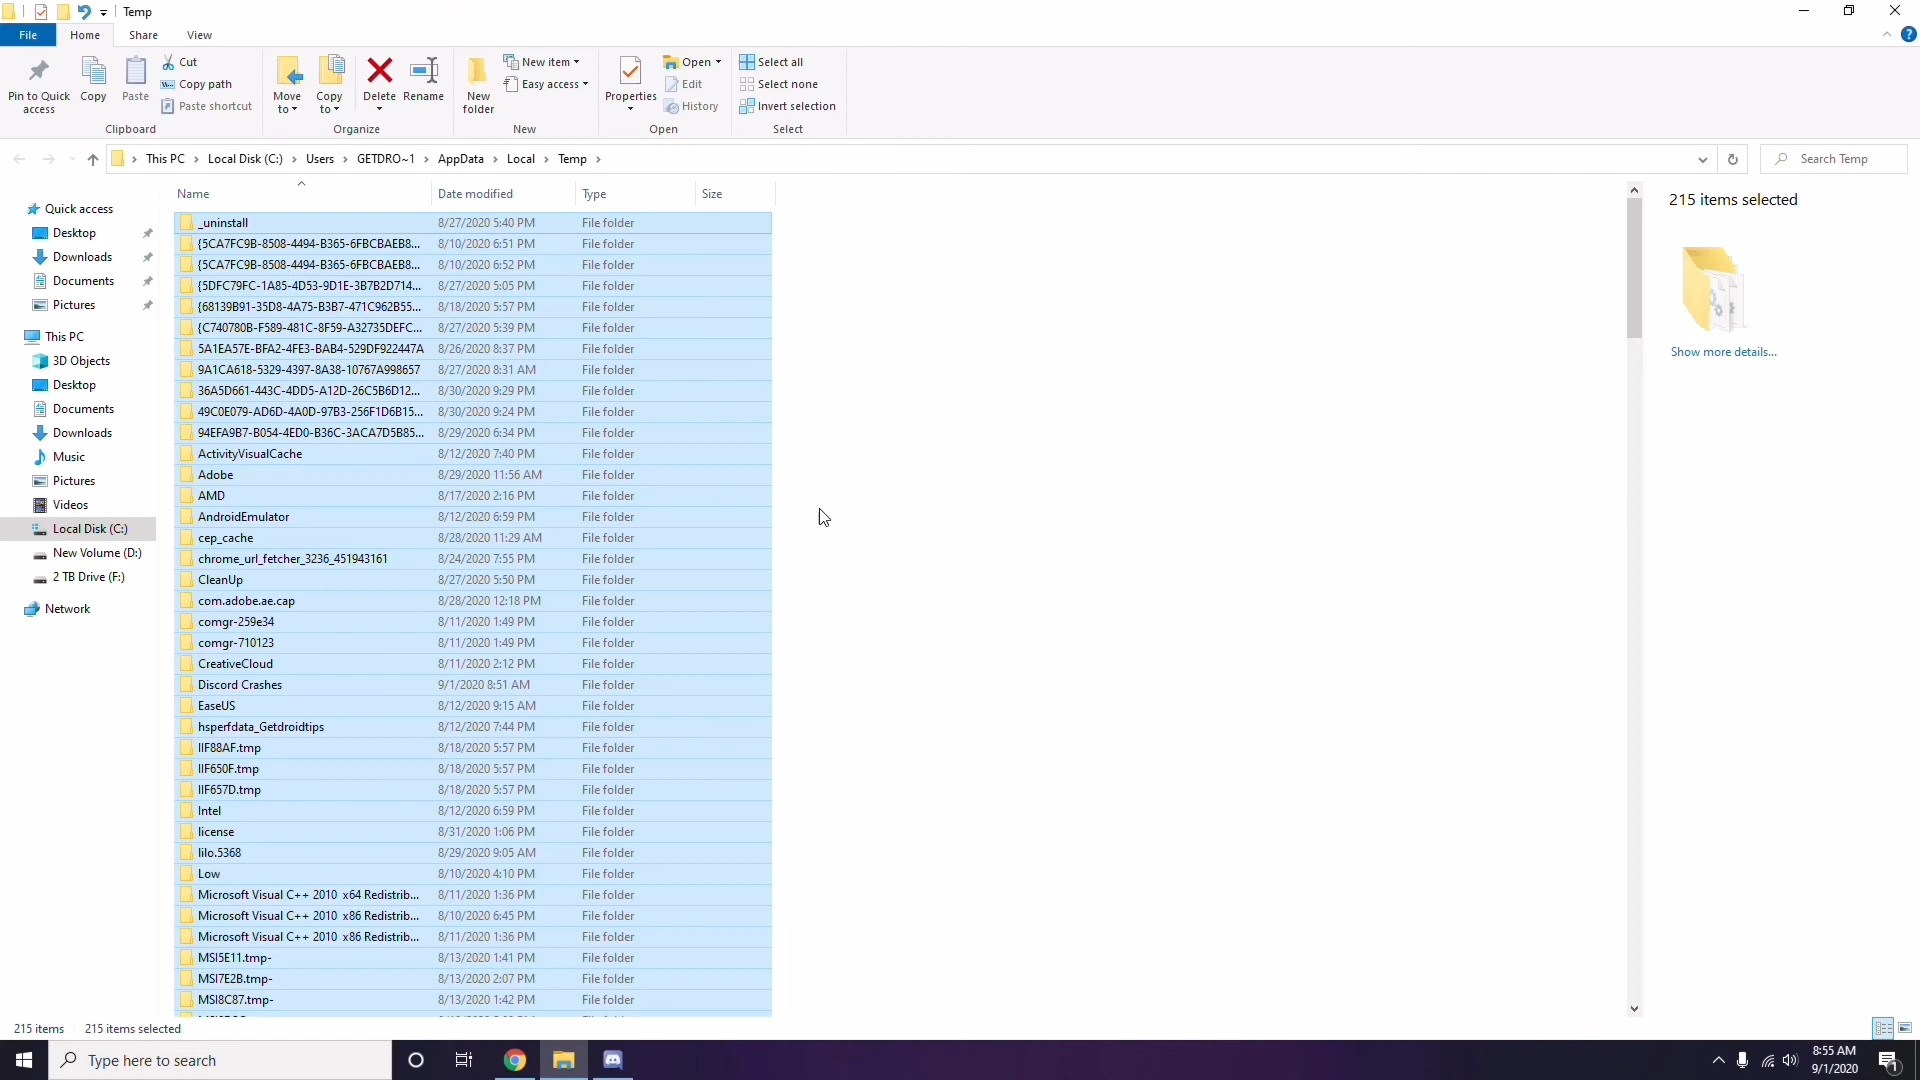 Temp
File
Home
Share
View
Pin to Quick access
Copy
Paste
Cut
Copy path
Paste shortcut
Clipboard
Move to
Copy to
Delete
Rename
Organize
New folder
New item
Easy access
New
Properties
Open
Edit
History
Open
Select all
Select none
Invert selection
Select
This PC > Local Disk (C:) > Users > GETDRO~1 > AppData > Local > Temp >
Search Temp
Quick access
Desktop
Downloads
Documents
Pictures
This PC
3D Objects
Desktop
Documents
Downloads
Music
Pictures
Videos
Local Disk (C:)
New Volume (D:)
2 TB Drive (F:)
Network
Name Date modified Type Size
_uninstall 8/27/2020 5:40 PM File folder
{5CA7FC9B-8508-4494-B365-6FBCBAEB8... 8/10/2020 6:51 PM File folder
{5CA7FC9B-8508-4494-B365-6FBCBAEB8... 8/10/2020 6:52 PM File folder
{5DFC79FC-1A85-4D53-9D1E-3B7B2D714... 8/27/2020 5:05 PM File folder
{68139B91-35D8-4A75-B3B7-471C962B55... 8/18/2020 5:57 PM File folder
{C740780B-F589-481C-8F59-A32735DEFC... 8/27/2020 5:39 PM File folder
5A1EA57E-BFA2-4FE3-BAB4-529DF922447A 8/26/2020 8:37 PM File folder
9A1CA618-5329-4397-8A38-10767A998657 8/27/2020 8:31 AM File folder
36A5D661-443C-4DD5-A12D-26C5B6D12... 8/30/2020 9:29 PM File folder
49C0E079-AD6D-4A0D-97B3-256F1D6B15... 8/30/2020 9:24 PM File folder
94EFA9B7-B054-4ED0-B36C-3ACA7D5B85... 8/29/2020 6:34 PM File folder
ActivityVisualCache 8/12/2020 7:40 PM File folder
Adobe 8/29/2020 11:56 AM File folder
AMD 8/17/2020 2:16 PM File folder
AndroidEmulator 8/12/2020 6:59 PM File folder
cep_cache 8/28/2020 11:29 AM File folder
chrome_url_fetcher_3236_451943161 8/24/2020 7:55 PM File folder
CleanUp 8/27/2020 5:50 PM File folder
com.adobe.ae.cap 8/28/2020 12:18 PM File folder
comgr-259e34 8/11/2020 1:49 PM File folder
comgr-710123 8/11/2020 1:49 PM File folder
CreativeCloud 8/11/2020 2:12 PM File folder
Discord Crashes 9/1/2020 8:51 AM File folder
EaseUS 8/12/2020 9:15 AM File folder
hsperfdata_Getdroidtips 8/12/2020 7:44 PM File folder
IIF88AF.tmp 8/18/2020 5:57 PM File folder
IIF650F.tmp 8/18/2020 5:57 PM File folder
IIF657D.tmp 8/18/2020 5:57 PM File folder
Intel 8/12/2020 6:59 PM File folder
license 8/31/2020 1:06 PM File folder
lilo.5368 8/29/2020 9:05 AM File folder
Low 8/10/2020 4:10 PM File folder
Microsoft Visual C++ 2010 x64 Redistrib... 8/11/2020 1:36 PM File folder
Microsoft Visual C++ 2010 x86 Redistrib... 8/10/2020 6:45 PM File folder
Microsoft Visual C++ 2010 x86 Redistrib... 8/11/2020 1:36 PM File folder
MSI5E11.tmp- 8/13/2020 1:41 PM File folder
MSI7E2B.tmp- 8/13/2020 2:07 PM File folder
MSI8C87.tmp- 8/13/2020 1:42 PM File folder
215 items selected
Show more details...
215 items 215 items selected
Type here to search
8:55 AM
9/1/2020
1